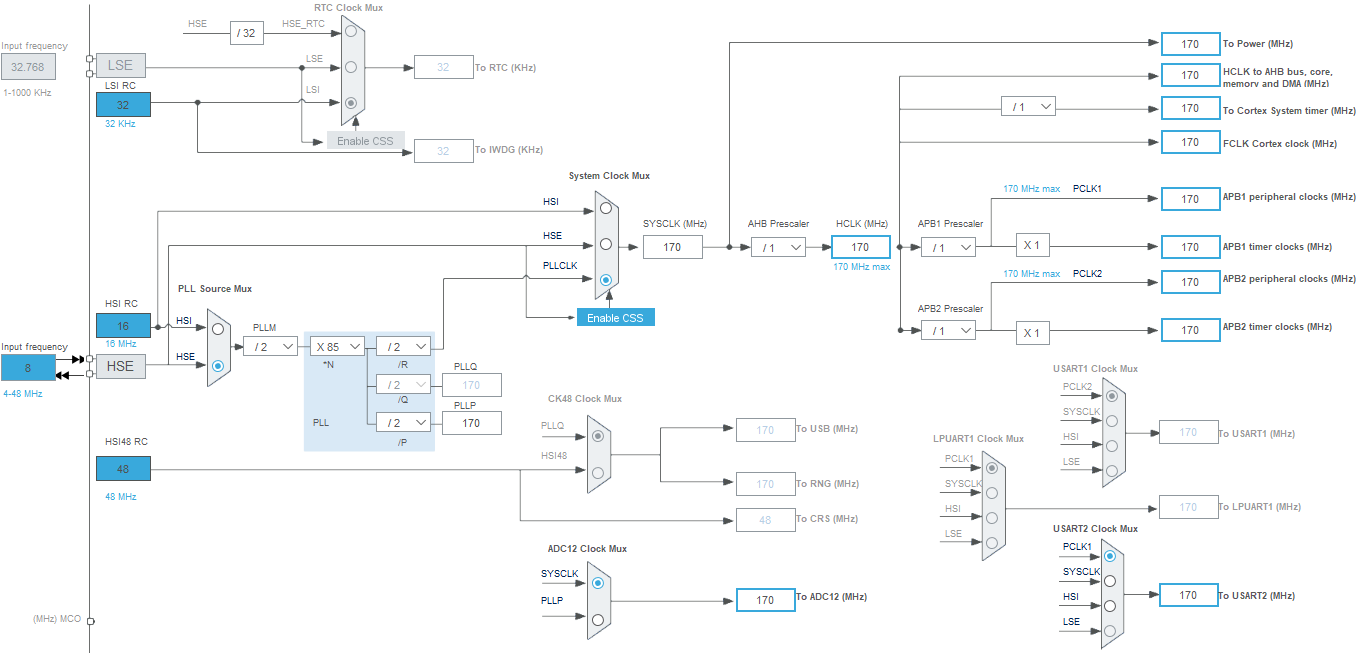 RTC Clock Mux
HSE
/ 32
HSE_RTC
Input frequency
32.768
1-1000 KHz
LSE
LSE
32
To RTC (KHz)
LSI RC
32
32 KHz
LSI
Enable CSS
32
To IWDG (KHz)
170
To Power (MHz)
170
HCLK to AHB bus, core,
memory and DMA (MHz)
/ 1
170
To Cortex System timer (MHz)
170
FCLK Cortex clock (MHz)
System Clock Mux
HSI
HSE
PLLCLK
Enable CSS
SYSCLK (MHz)
170
AHB Prescaler
/ 1
HCLK (MHz)
170
170 MHz max
APB1 Prescaler
/ 1
170 MHz max
PCLK1
170
APB1 peripheral clocks (MHz)
X 1
170
APB1 timer clocks (MHz)
170 MHz max
PCLK2
170
APB2 peripheral clocks (MHz)
APB2 Prescaler
/ 1
X 1
170
APB2 timer clocks (MHz)
PLL Source Mux
HSI RC
16
16 MHz
HSI
Input frequency
8
4-48 MHz
HSE
HSE
PLLM
/ 2
X 85
*N
/ 2
/R
/ 2
/Q
PLLQ
170
PLL
/ 2
/P
PLLP
170
HSI48 RC
48
48 MHz
CK48 Clock Mux
PLLQ
HSI48
170
To USB (MHz)
170
To RNG (MHz)
48
To CRS (MHz)
ADC12 Clock Mux
SYSCLK
PLLP
170
To ADC12 (MHz)
USART1 Clock Mux
PCLK2
SYSCLK
HSI
LSE
170
To USART1 (MHz)
LPUART1 Clock Mux
PCLK1
SYSCLK
HSI
LSE
170
To LPUART1 (MHz)
USART2 Clock Mux
PCLK1
SYSCLK
HSI
LSE
170
To USART2 (MHz)
(MHz) MCO